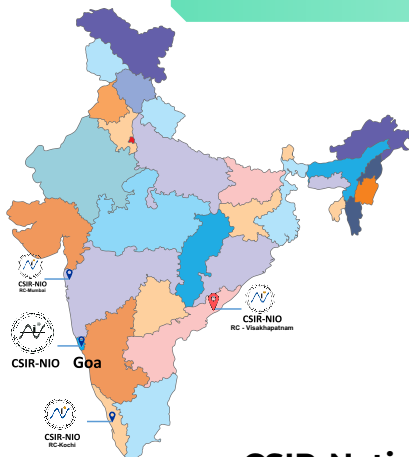 CSIR-NIO
RC-Mumbai
CSIR-NIO
RC - Visakhapatnam
CSIR-NIO
Goa
CSIR-NIO
RC-Kochi
CSIR-Nati